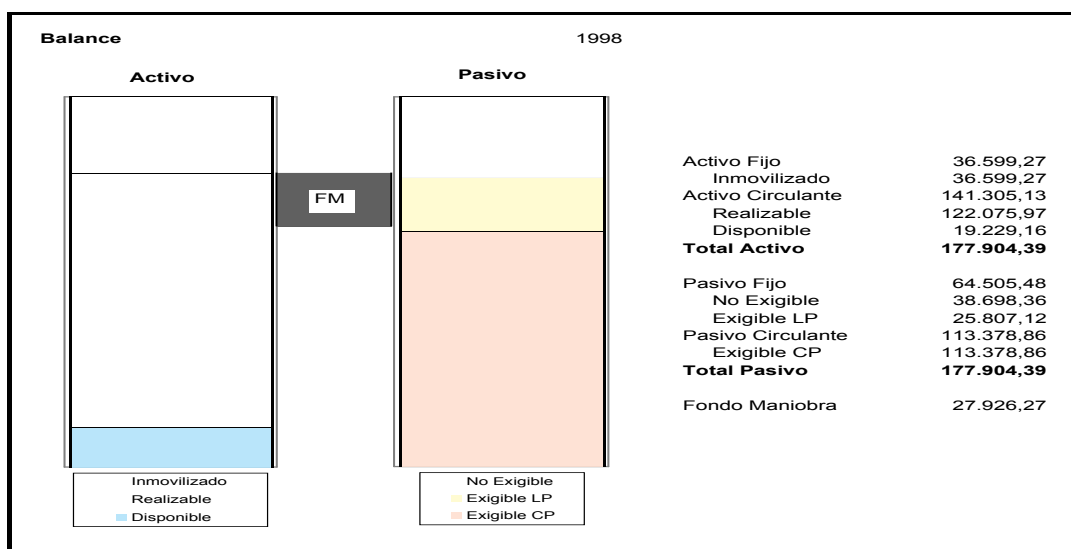 Balance 1998
Activo
Pasivo
FM
Activo Fijo 36.599,27
Inmovilizado 36.599,27
Activo Circulante 141.305,13
Realizable 122.075,97
Disponible 19.229,16
Total Activo 177.904,39
Pasivo Fijo 64.505,48
No Exigible 38.698,36
Exigible LP 25.807,12
Pasivo Circulante 113.378,86
Exigible CP 113.378,86
Total Pasivo 177.904,39
Fondo Maniobra 27.926,27
Inmovilizado
Realizable
Disponible
No Exigible
Exigible LP
Exigible CP